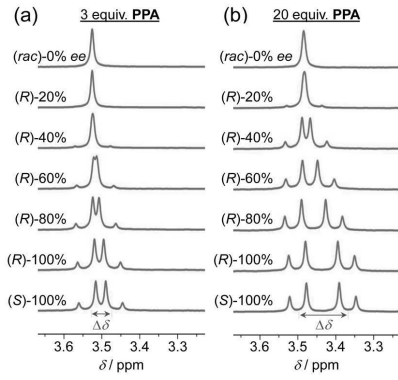 (a)
3 equiv. PPA
(rac)-0% ee
(R)-20%
(R)-40%
(R)-60%
(R)-80%
(R)-100%
(S)-100%
Δδ
3.6 3.5 3.4 3.3
δ / ppm
(b)
20 equiv. PPA
(rac)-0% ee
(R)-20%
(R)-40%
(R)-60%
(R)-80%
(R)-100%
(S)-100%
Δδ
3.6 3.5 3.4 3.3
δ / ppm